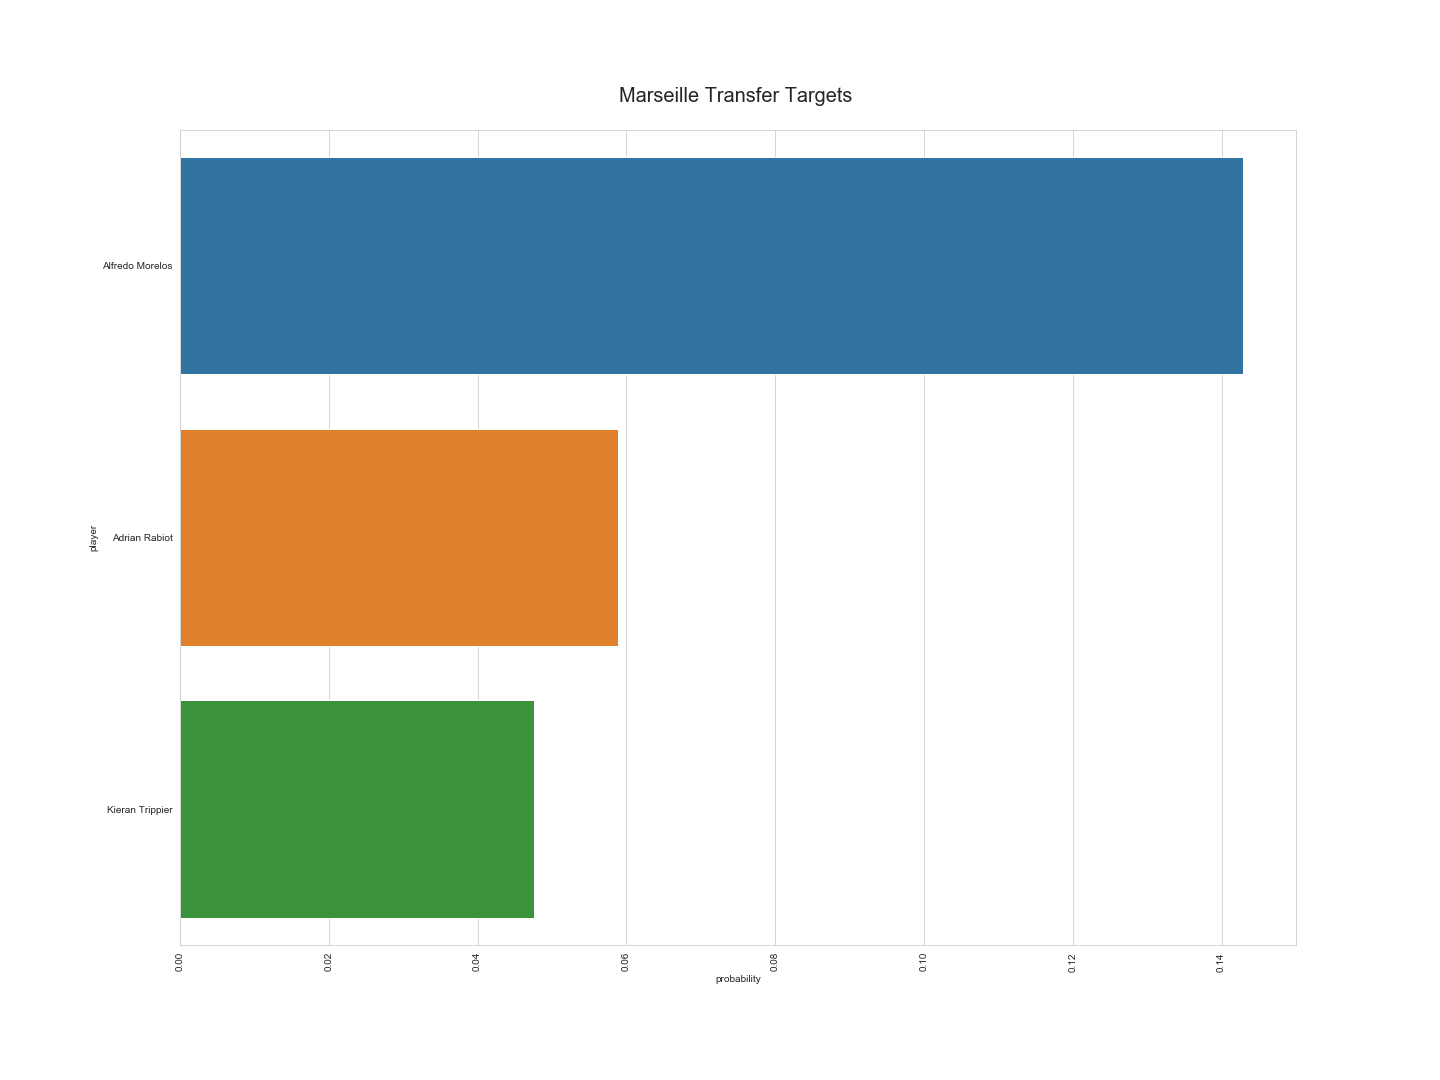 Marseille Transfer Targets
Alfredo Morelos
Adrian Rabiot
Kieran Trippier
player
0.00
0.02
0.04
0.06
0.08
0.10
0.12
0.14
probability